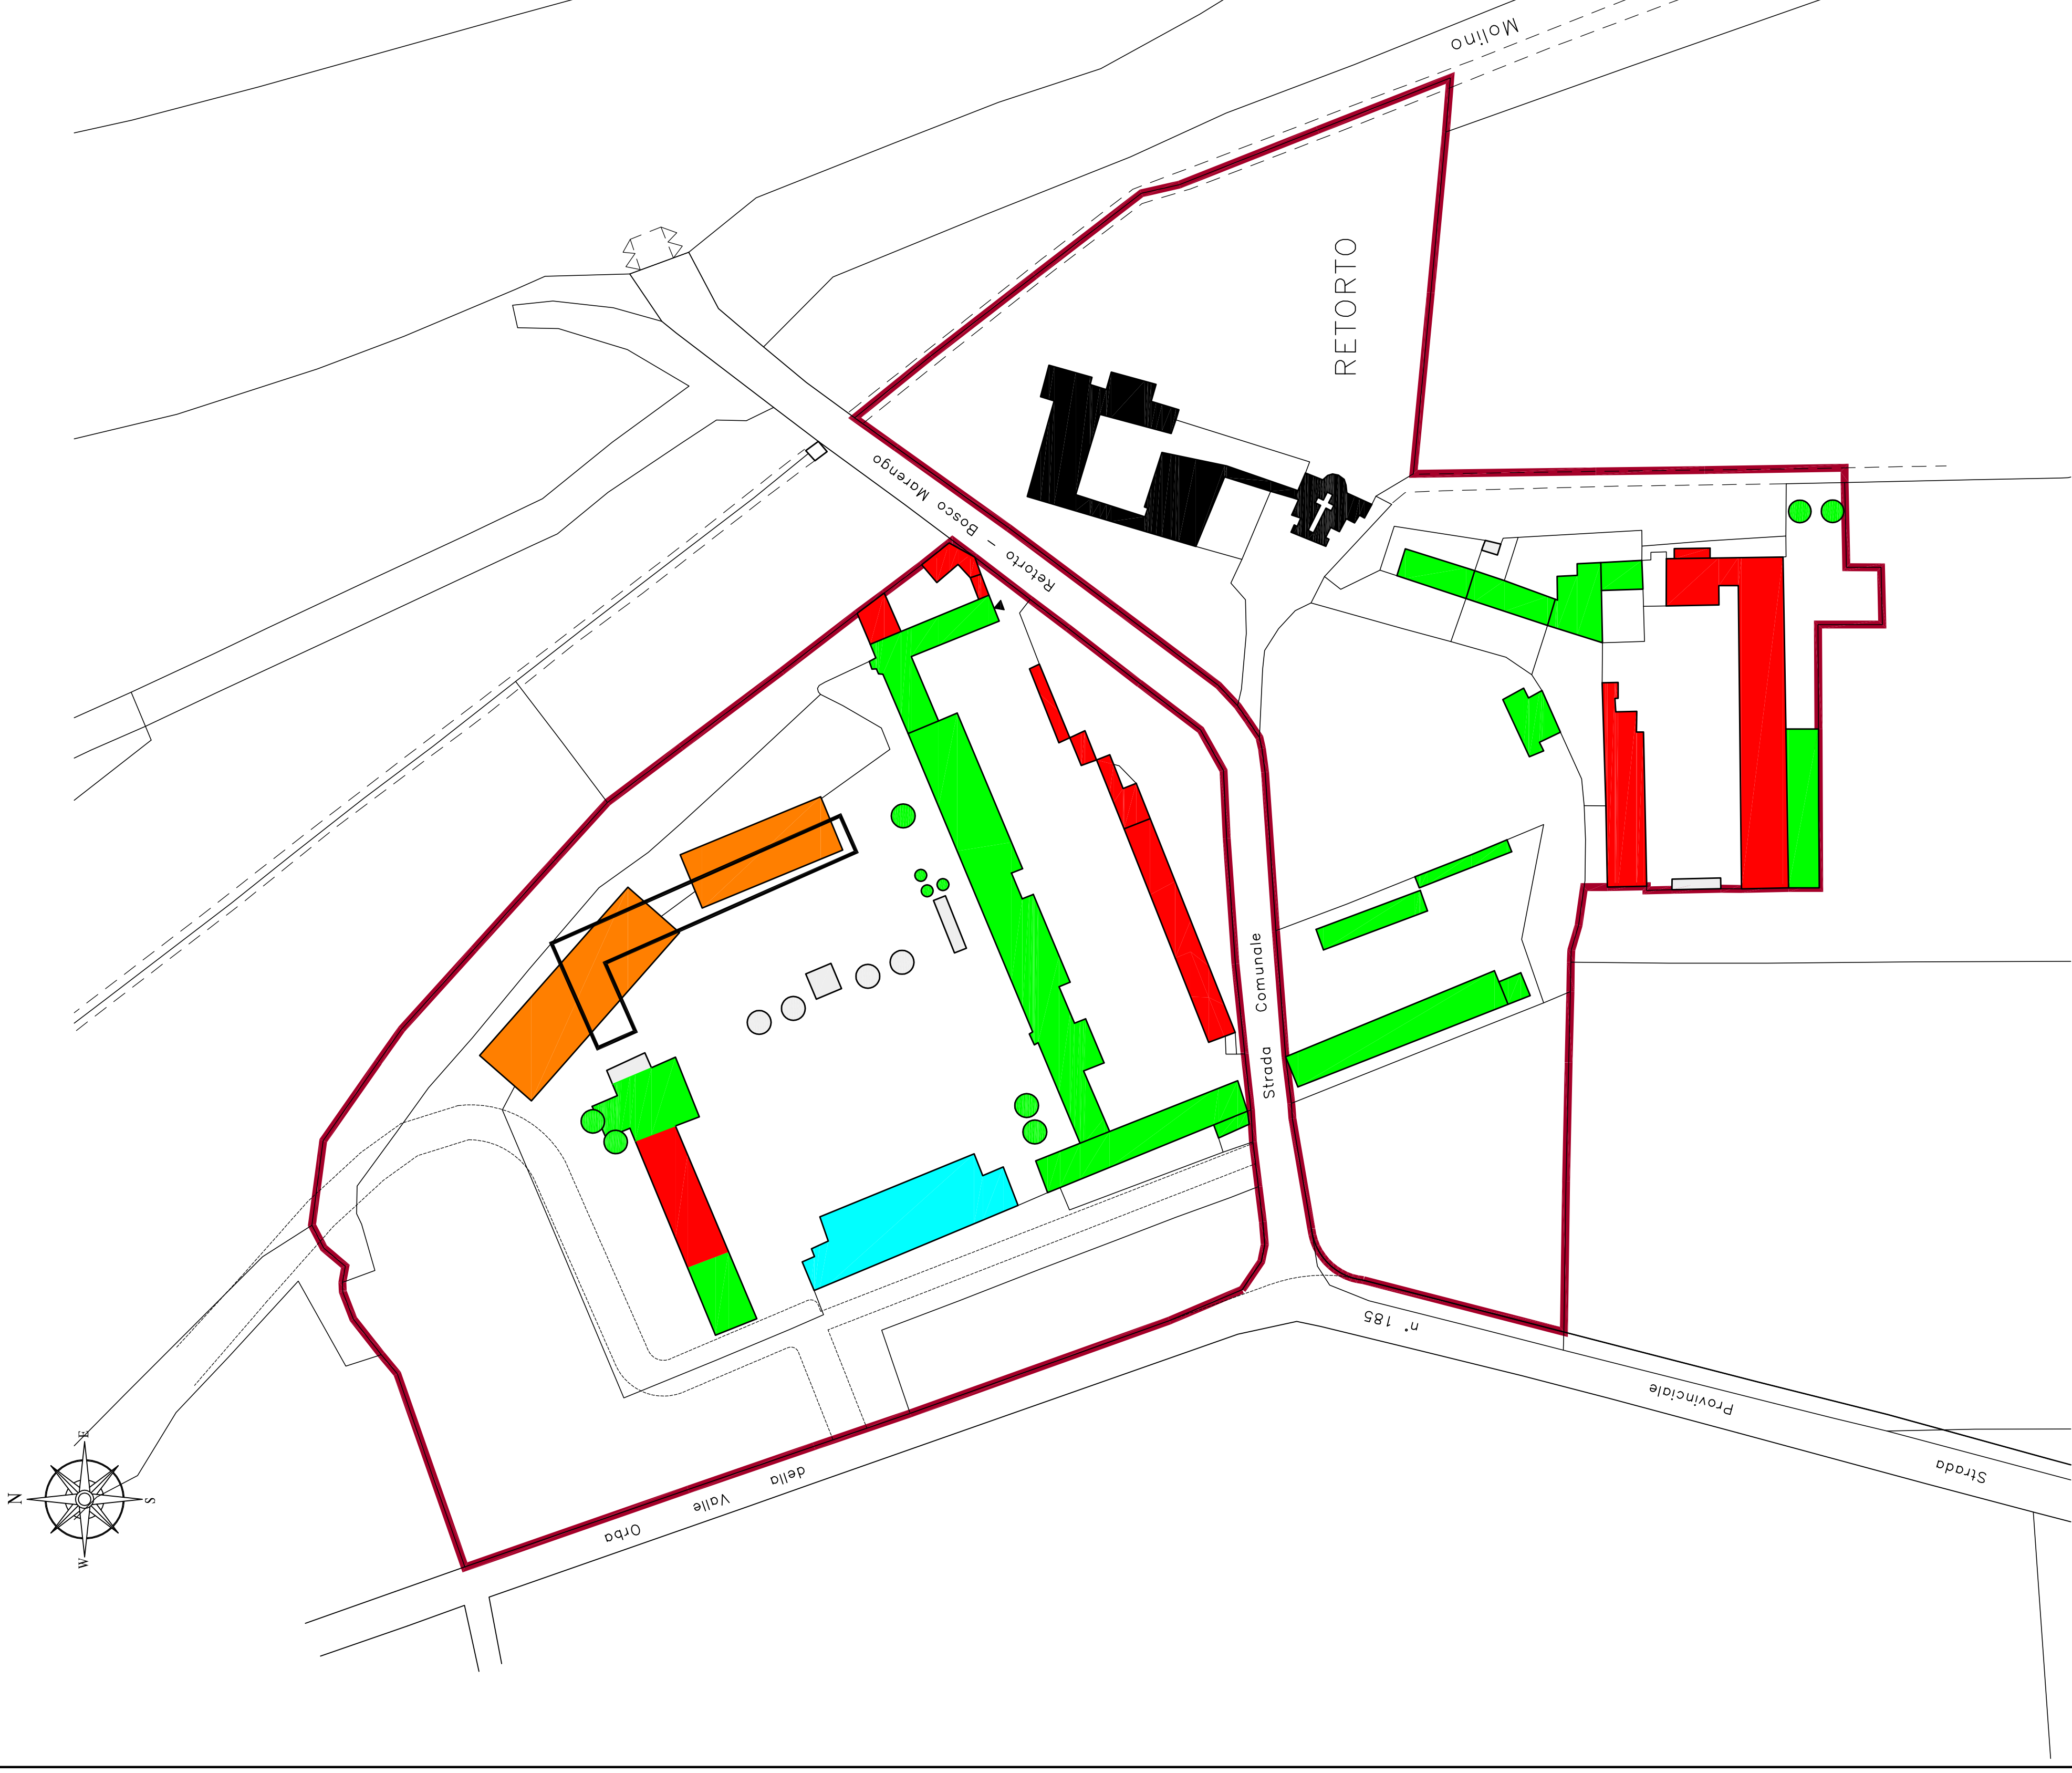 Molino
RETORTO
Strada Comunale Retorto – Bosco Marengo
Strada Provinciale n° 185 della Valle Orba
E
N
S
W